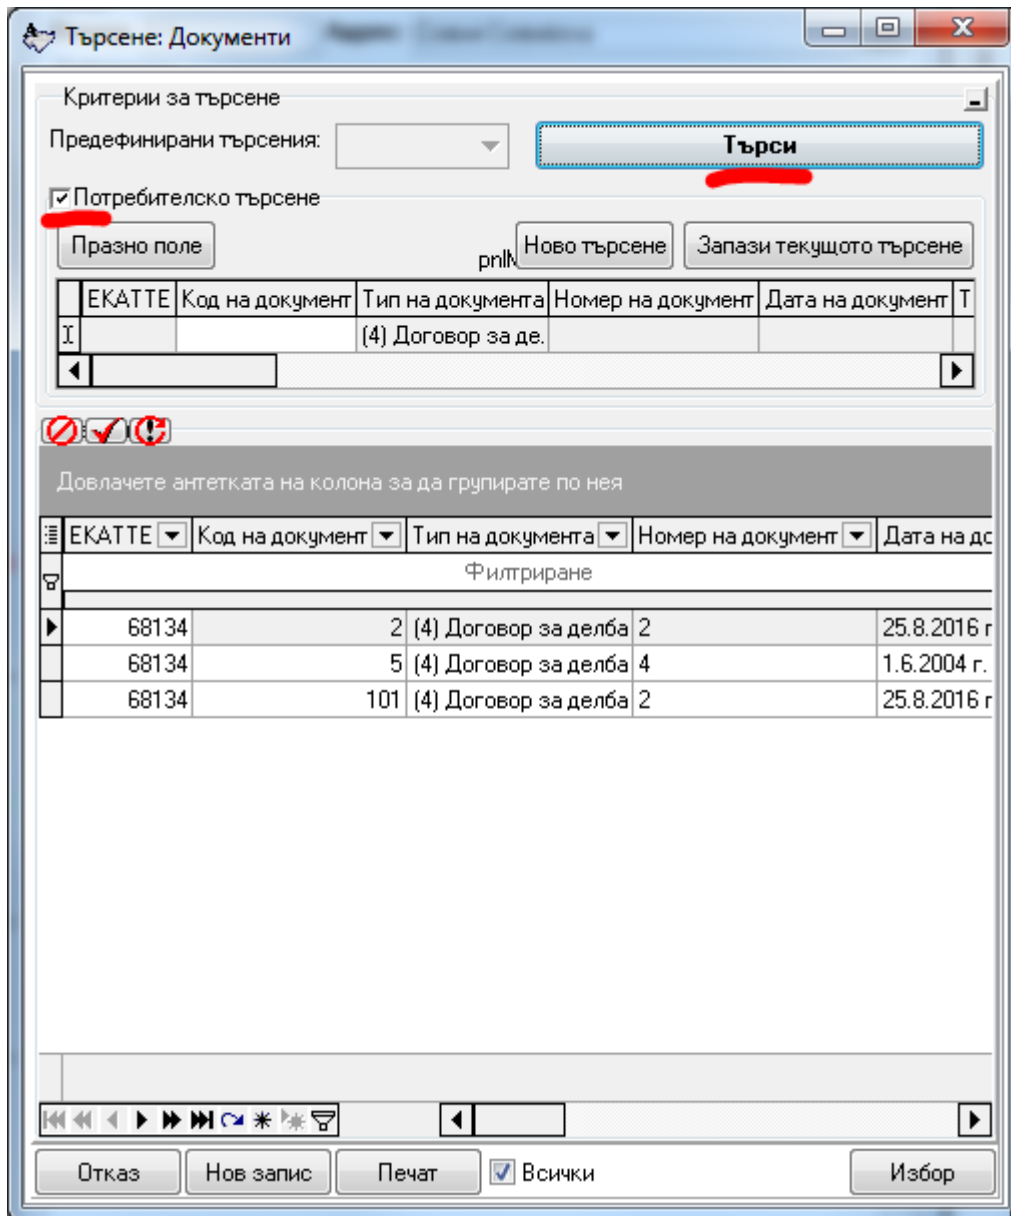 Търсене: Документи
Критерии за търсене
Предефинирани търсения:
Търси
Потребителско търсене
Празно поле
pnlM
Ново търсене
Запази текущото търсене
EKATTE Код на документ Тип на документа Номер на документ Дата на документ Т
(4) Договор за де.
Довлачете антетката на колона за да групирате по нея
EKATTE Код на документ Тип на документа Номер на документ Дата на дс
Филтриране
68134 2 (4) Договор за делба 2 25.8.2016 г
68134 5 (4) Договор за делба 4 1.6.2004 г.
68134 101 (4) Договор за делба 2 25.8.2016 г
Отказ Нов запис Печат Всички Избор